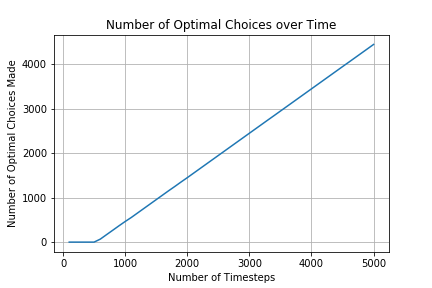 Number of Optimal Choices over Time
Number of Optimal Choices Made
4000
3000
2000
1000
0
0 1000 2000 3000 4000 5000
Number of Timesteps